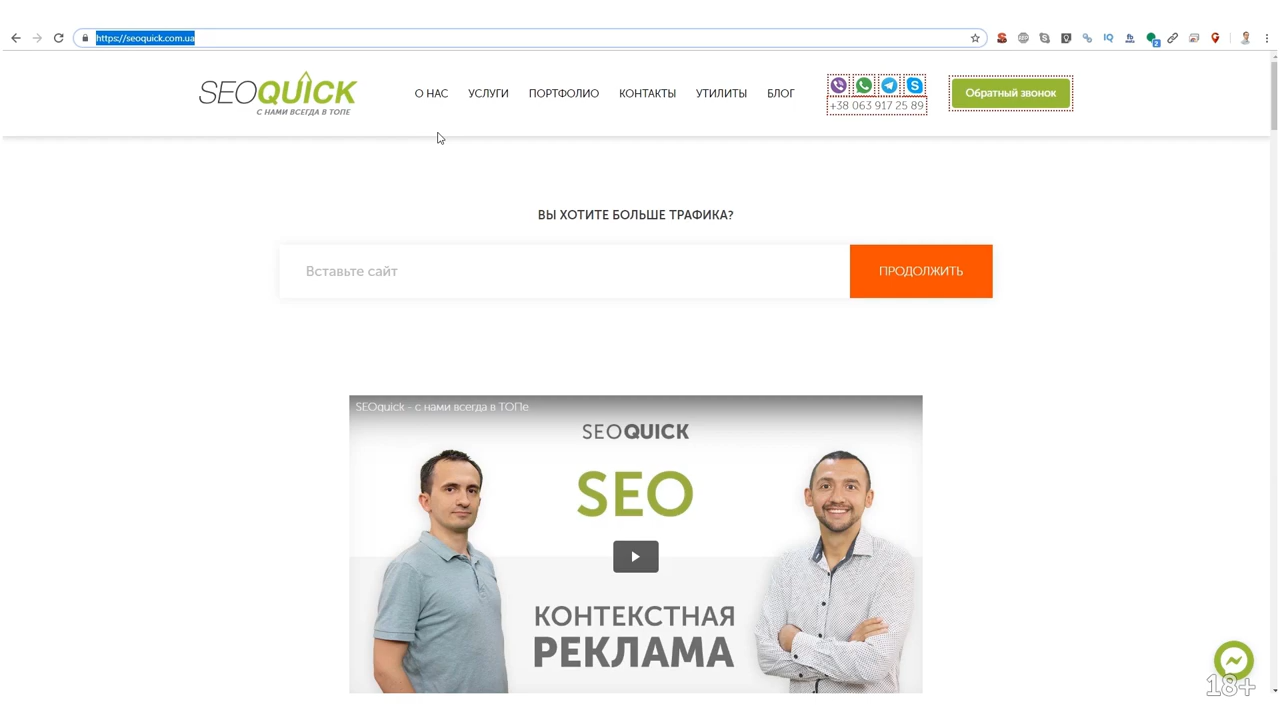 https://seoquick.com.ua
SEOQUICK
С НАМИ ВСЕГДА В ТОПЕ
О НАС УСЛУГИ ПОРТФОЛИО КОНТАКТЫ УТИЛИТЫ БЛОГ
+38 063 917 25 89
Обратный звонок
ВЫ ХОТИТЕ БОЛЬШЕ ТРАФИКА?
Вставьте сайт
ПРОДОЛЖИТЬ
SEOquick - с нами всегда в ТОПе
SEOQUICK
SEO
КОНТЕКСТНАЯ
РЕКЛАМА
18+